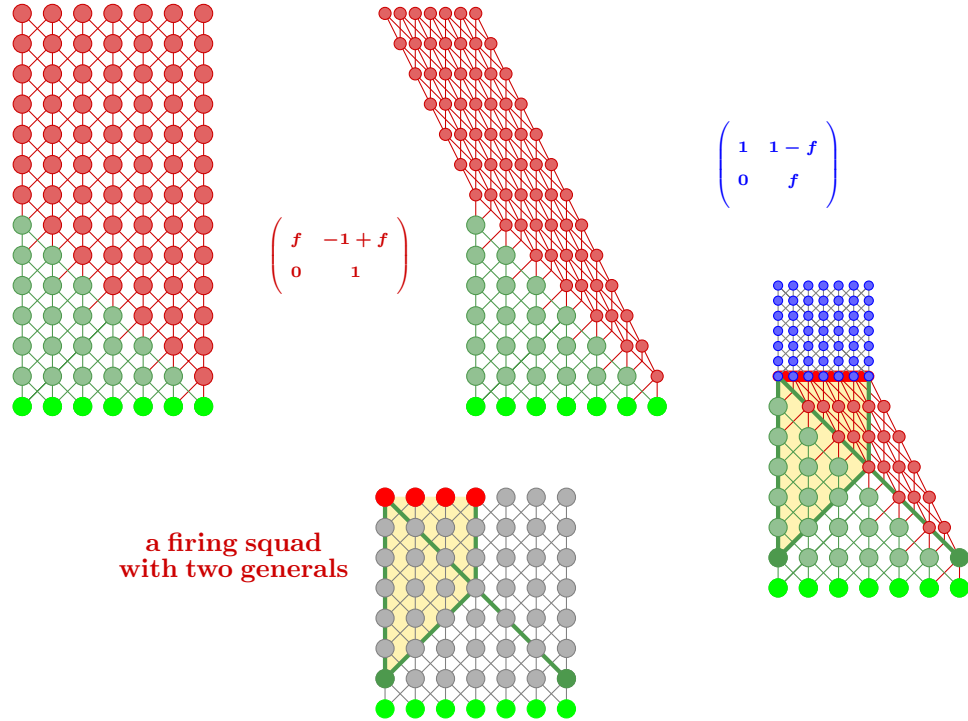 1 1 − f
0 f
f −1 + f
0 1
a firing squad
with two generals